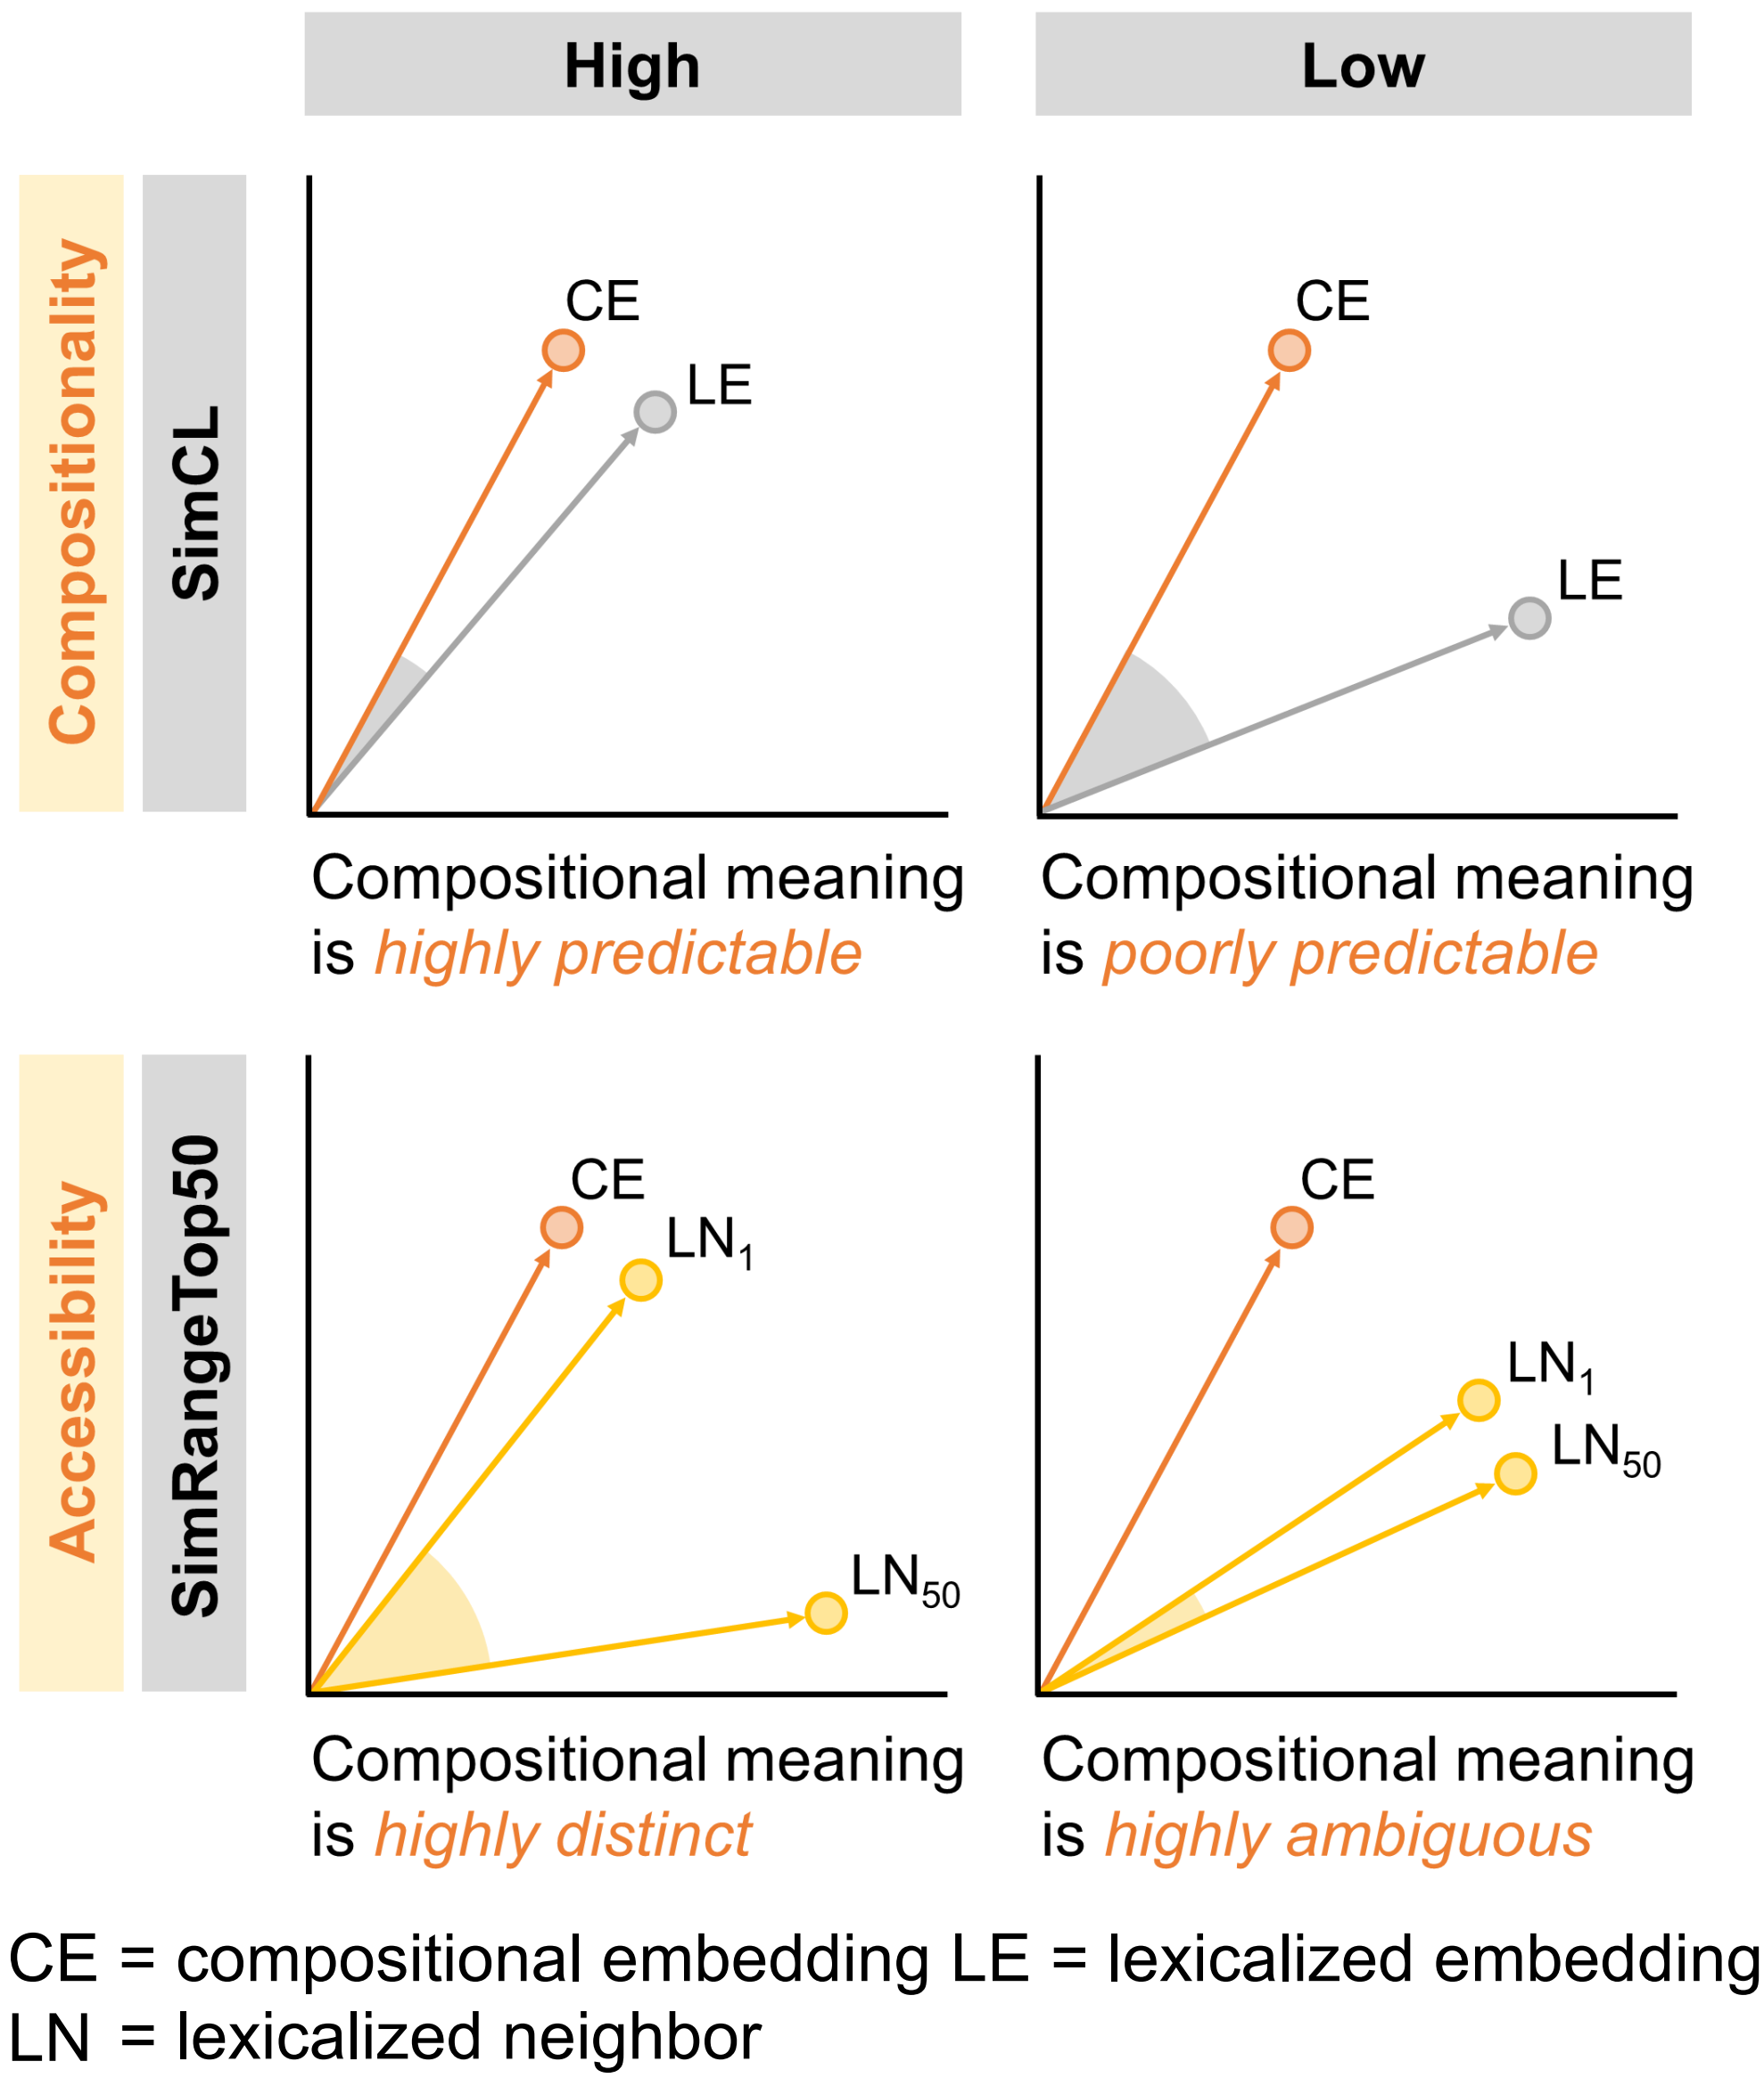 High
Low
Compositionality
SimCL
CE
LE
CE
LE
Compositional meaning
is highly predictable
Compositional meaning
is poorly predictable
Accessibility
SimRangeTop50
CE
LN1
LN50
CE
LN1
LN50
Compositional meaning
is highly distinct
Compositional meaning
is highly ambiguous
CE = compositional embedding LE = lexicalized embedding
LN = lexicalized neighbor